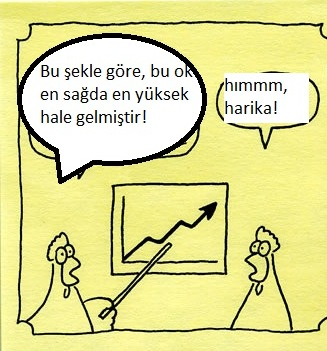 Bu şekle göre, bu ok
en sağda en yüksek
hale gelmiştir!
hımmm,
harika!